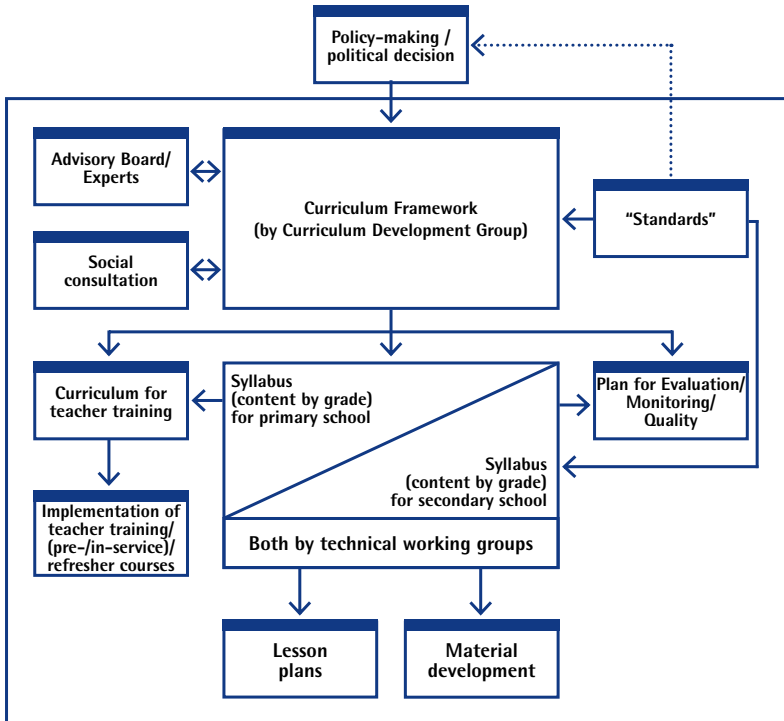 Policy-making /
political decision
Advisory Board/
Experts
Curriculum Framework
(by Curriculum Development Group)
“Standards”
Social
consultation
Curriculum for
teacher training
Syllabus
(content by grade)
for primary school
Plan for Evaluation/
Monitoring/
Quality
Syllabus
(content by grade)
for secondary school
Implementation of
teacher training/
(pre-/in-service)/
refresher courses
Both by technical working groups
Lesson
plans
Material
development